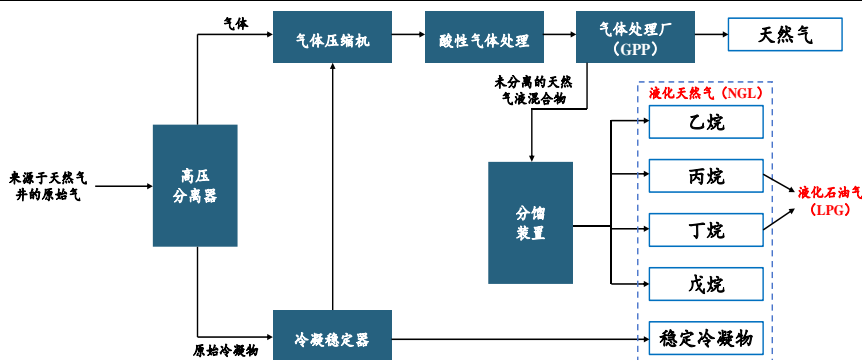 气体
气体压缩机
酸性气体处理
气体处理厂
(GPP)
天然气
未分离的天然
气液混合物
液化天然气（NGL）
乙烷
来源于天然气
井的原始气
高压
分离器
丙烷
分馏
装置
液化石油气
（LPG）
丁烷
戊烷
原始冷凝物
冷凝稳定器
稳定冷凝物